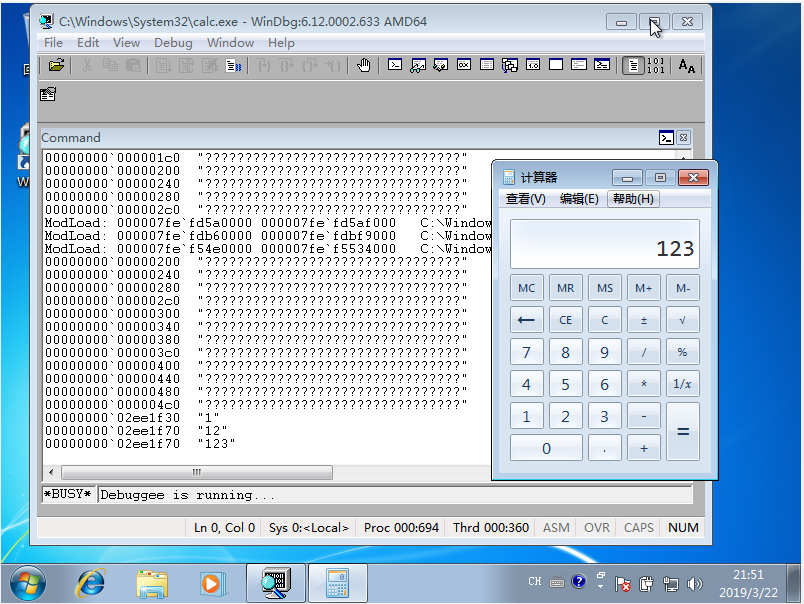 C:\Windows\System32\calc.exe - WinDbg:6.12.0002.633 AMD64
File Edit View Debug Window Help
Command
00000000`000001c0 "????????????????????????????????"
00000000`00000200 "????????????????????????????????"
00000000`00000240 "????????????????????????????????"
00000000`00000280 "????????????????????????????????"
00000000`000002c0 "????????????????????????????????"
ModLoad: 000007fe`fd5a0000 000007fe`fd5af000 C:\Window
ModLoad: 000007fe`fdb60000 000007fe`fdbf9000 C:\Window
ModLoad: 000007fe`f54e0000 000007fe`f5534000 C:\Window
00000000`00000200 "????????????????????????????????"
00000000`00000240 "????????????????????????????????"
00000000`00000280 "????????????????????????????????"
00000000`000002c0 "????????????????????????????????"
00000000`00000300 "????????????????????????????????"
00000000`00000340 "????????????????????????????????"
00000000`00000380 "????????????????????????????????"
00000000`000003c0 "????????????????????????????????"
00000000`00000400 "????????????????????????????????"
00000000`00000440 "????????????????????????????????"
00000000`00000480 "????????????????????????????????"
00000000`000004c0 "????????????????????????????????"
00000000`02ee1f30 "1"
00000000`02ee1f70 "12"
00000000`02ee1f70 "123"
*BUSY* Debuggee is running...
Ln 0, Col 0 Sys 0:<Local> Proc 000:694 Thrd 000:360 ASM OVR CAPS NUM
计算器
查看(V) 编辑(E) 帮助(H)
123
MC MR MS M+ M-
← CE C ± √
7 8 9 / %
4 5 6 * 1/x
1 2 3 - =
0 . +
W
CH
21:51
2019/3/22